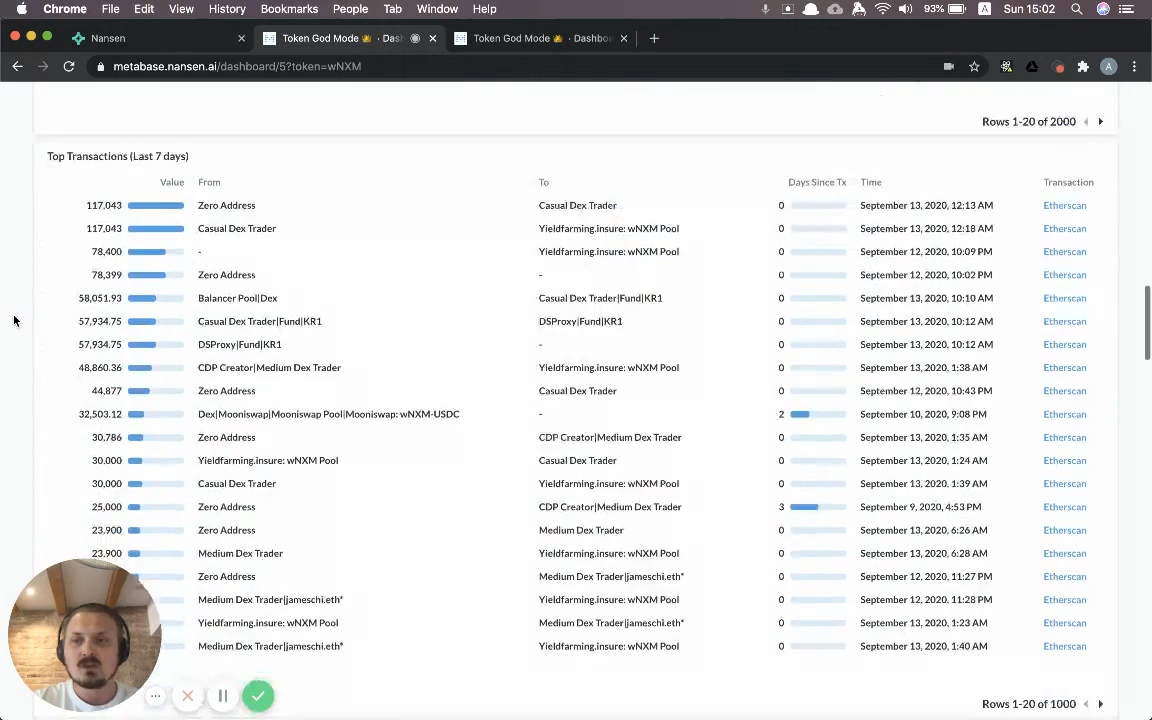 Chrome File Edit View History Bookmarks People Tab Window Help 93% A Sun 15:02
Nansen Token God Mode · Dash Token God Mode · Dashboa
metabase.nansen.ai/dashboard/5?token=wNXM A
Rows 1-20 of 2000
Top Transactions (Last 7 days)
Value From To Days Since Tx Time Transaction
117,043 Zero Address Casual Dex Trader 0 September 13, 2020, 12:13 AM Etherscan
117,043 Casual Dex Trader Yieldfarming.insure: wNXM Pool 0 September 13, 2020, 12:18 AM Etherscan
78,400 - Yieldfarming.insure: wNXM Pool 0 September 12, 2020, 10:09 PM Etherscan
78,399 Zero Address - 0 September 12, 2020, 10:02 PM Etherscan
58,051.93 Balancer Pool|Dex Casual Dex Trader|Fund|KR1 0 September 13, 2020, 10:10 AM Etherscan
57,934.75 Casual Dex Trader|Fund|KR1 DSProxy|Fund|KR1 0 September 13, 2020, 10:12 AM Etherscan
57,934.75 DSProxy|Fund|KR1 - 0 September 13, 2020, 10:12 AM Etherscan
48,860.36 CDP Creator|Medium Dex Trader Yieldfarming.insure: wNXM Pool 0 September 13, 2020, 1:38 AM Etherscan
44,877 Zero Address Casual Dex Trader 0 September 12, 2020, 10:43 PM Etherscan
32,503.12 Dex|Mooniswap|Mooniswap Pool|Mooniswap: wNXM-USDC - 2 September 10, 2020, 9:08 PM Etherscan
30,786 Zero Address CDP Creator|Medium Dex Trader 0 September 13, 2020, 1:35 AM Etherscan
30,000 Yieldfarming.insure: wNXM Pool Casual Dex Trader 0 September 13, 2020, 1:24 AM Etherscan
30,000 Casual Dex Trader Yieldfarming.insure: wNXM Pool 0 September 13, 2020, 1:39 AM Etherscan
25,000 Zero Address CDP Creator|Medium Dex Trader 3 September 9, 2020, 4:53 PM Etherscan
23,900 Zero Address Medium Dex Trader 0 September 13, 2020, 6:26 AM Etherscan
23,900 Medium Dex Trader Yieldfarming.insure: wNXM Pool 0 September 13, 2020, 6:28 AM Etherscan
Zero Address Medium Dex Trader|jameschi.eth* 0 September 12, 2020, 11:27 PM Etherscan
Medium Dex Trader|jameschi.eth* Yieldfarming.insure: wNXM Pool 0 September 12, 2020, 11:28 PM Etherscan
Yieldfarming.insure: wNXM Pool Medium Dex Trader|jameschi.eth* 0 September 13, 2020, 1:23 AM Etherscan
Medium Dex Trader|jameschi.eth* Yieldfarming.insure: wNXM Pool 0 September 13, 2020, 1:40 AM Etherscan
Rows 1-20 of 1000